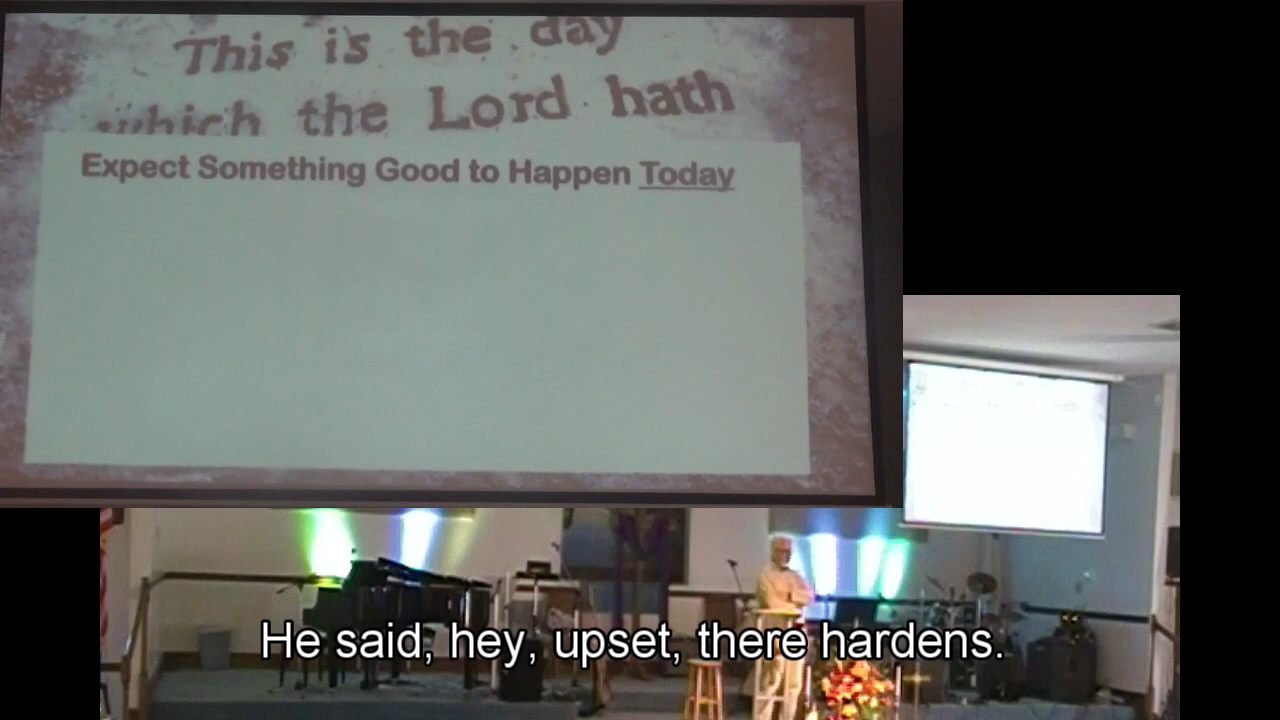 This is the day
which the Lord hath
Expect Something Good to Happen Today
He said, hey, upset, there hardens.